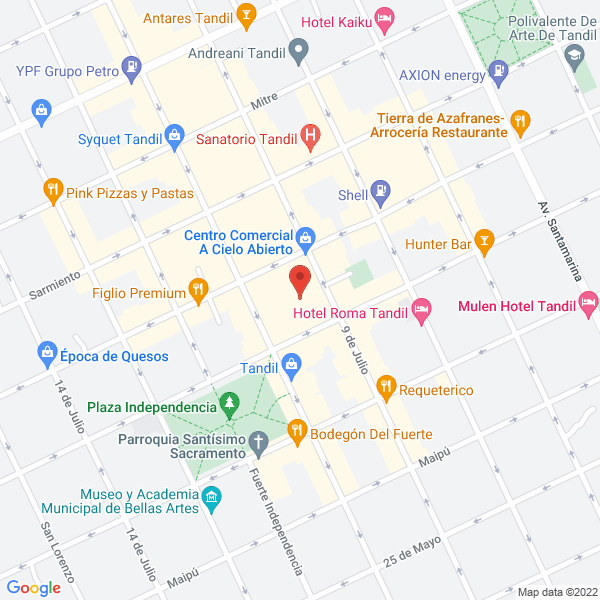 Antares Tandil
Hotel Kaiku
Polivalente De
Arte.De Tandil
Andreani Tandil
YPF Grupo Petro
AXION energy
Mitre
Tierra de Azafranes-
Arrocería Restaurante
Syquet Tandil
Sanatorio Tandil
Pink Pizzas y Pastas
Shell
Av. Santamarina
Centro Comercial
A Cielo Abierto
Hunter Bar
Sarmiento
Figlio Premium
Hotel Roma Tandil
Mulen Hotel Tandil
9 de Julio
Época de Quesos
Tandil
14 de Julio
Requeterico
Plaza Independencia
Bodegón Del Fuerte
Parroquia Santísimo
Sacramento
Maipú
Fuerte Independencia
Museo y Academia
Municipal de Bellas Artes
San Lorenzo
14 de Julio
25 de Mayo
Maipú
Google
Map data ©2022